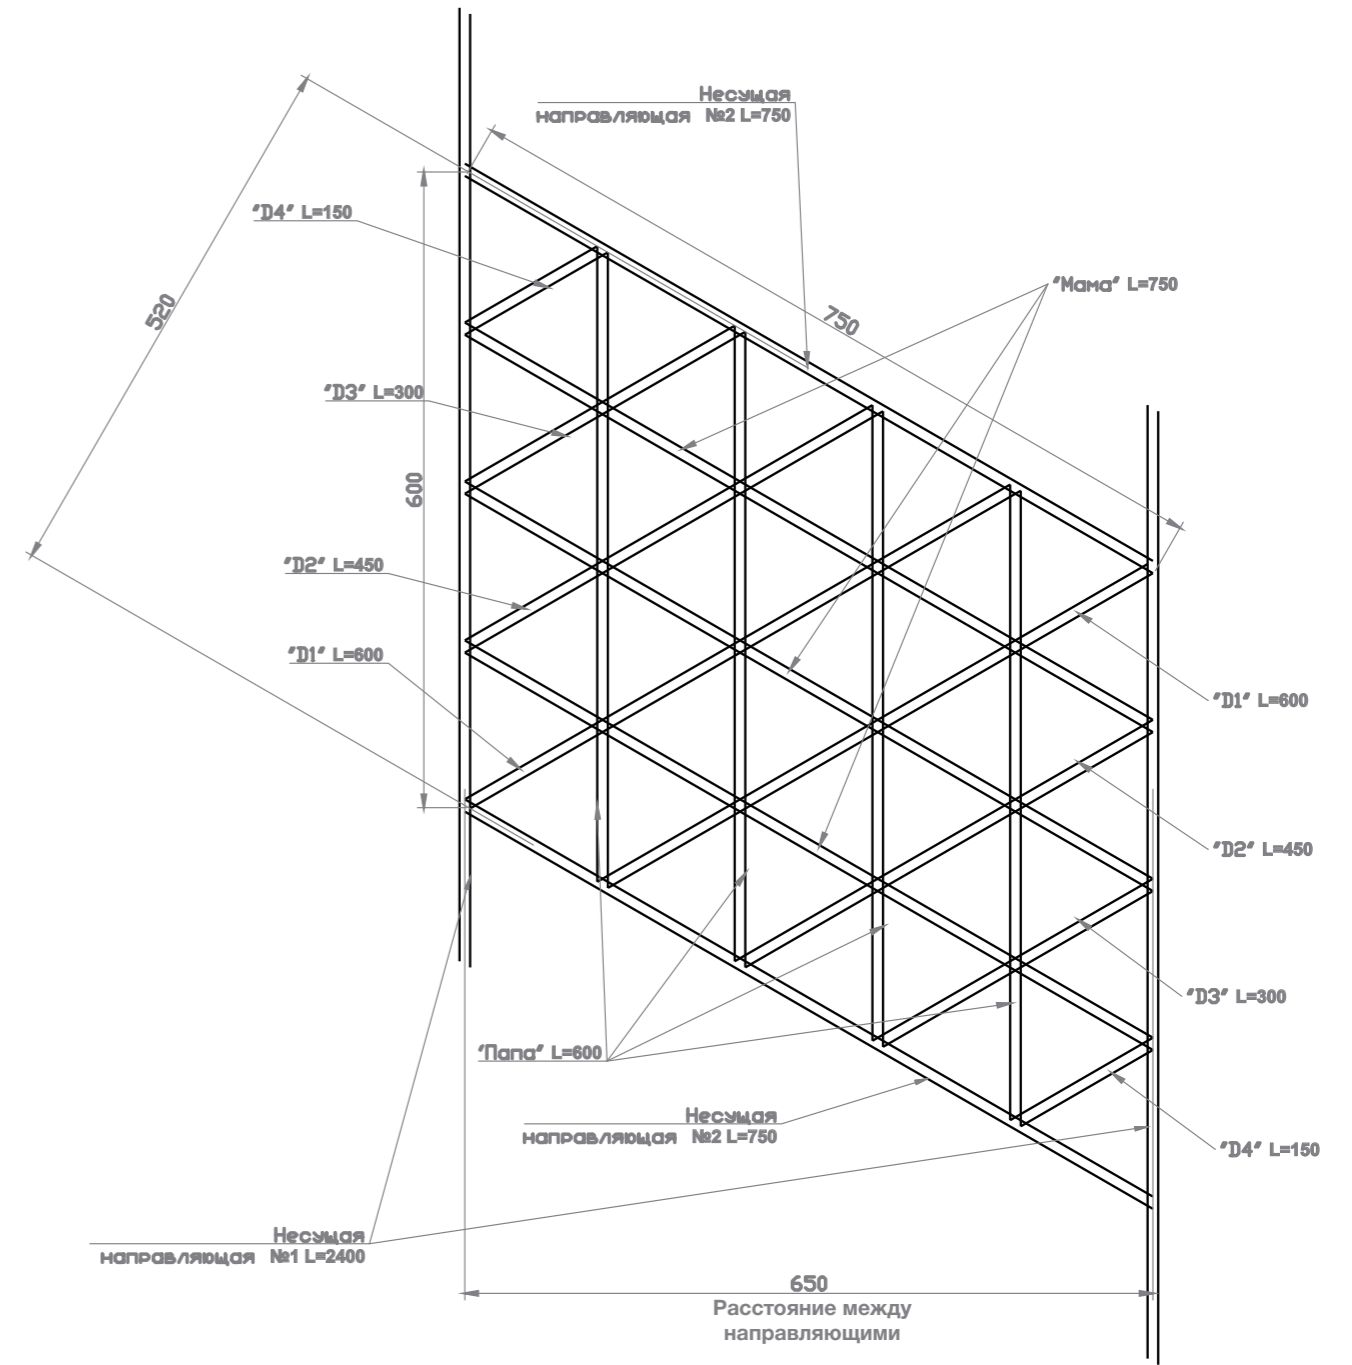 Несущая
направляющая №2 L=750
"D4" L=150
520
750
"Мама" L=750
"D3" L=300
600
"D2" L=450
"D1" L=600
"D1" L=600
"D2" L=450
"D3" L=300
"Папа" L=600
Несущая
направляющая №2 L=750
"D4" L=150
Несущая
направляющая №1 L=2400
650
Расстояние между
направляющими